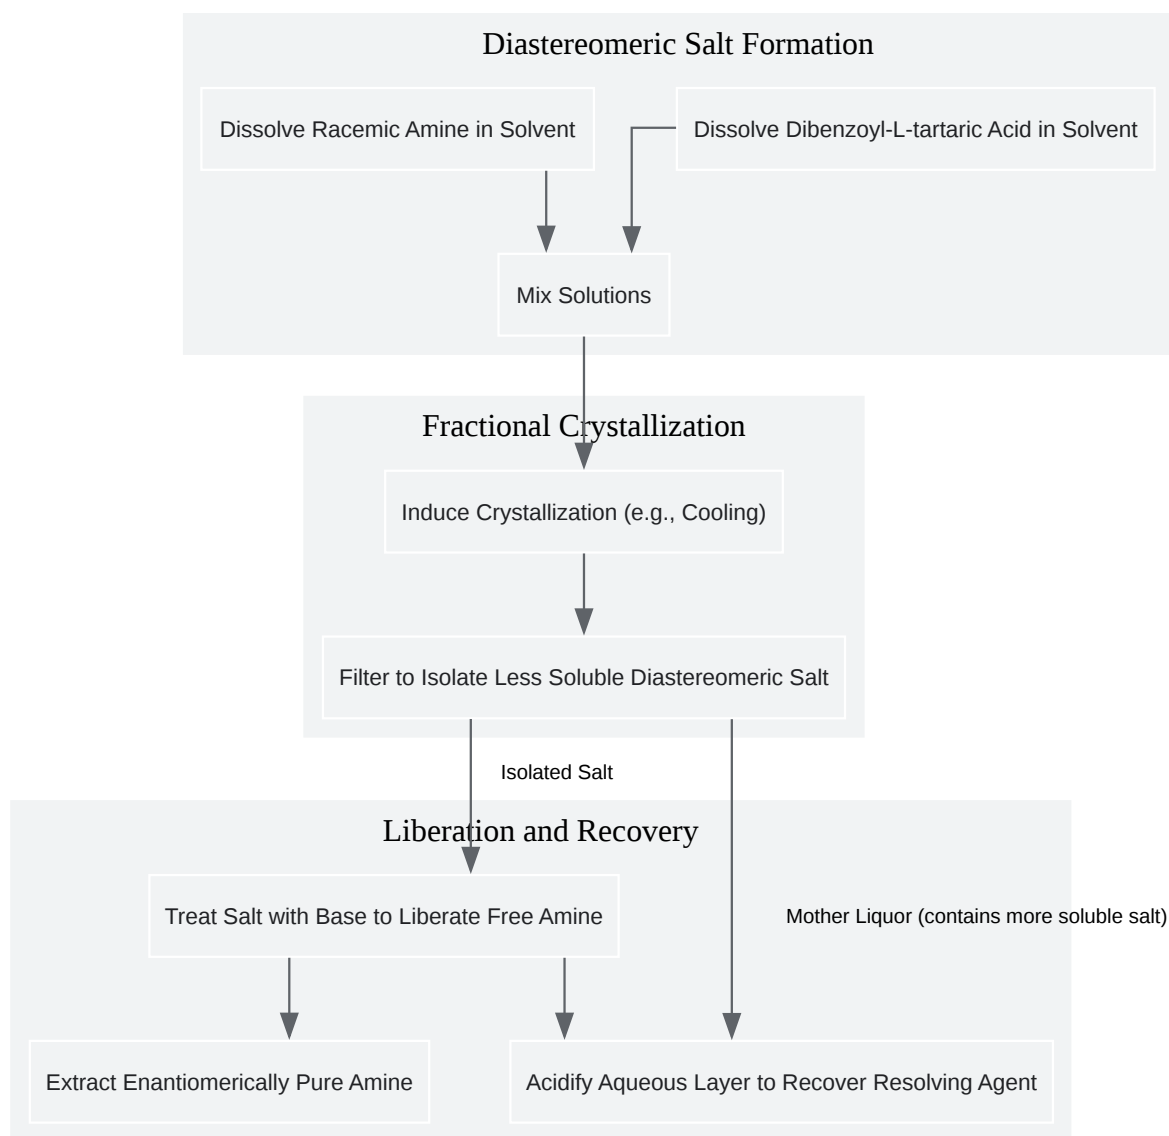 Diastereomeric Salt Formation
Dissolve Racemic Amine in Solvent
Dissolve Dibenzoyl-L-tartaric Acid in Solvent
Mix Solutions
Fractional Crystallization
Induce Crystallization (e.g., Cooling)
Filter to Isolate Less Soluble Diastereomeric Salt
Isolated Salt
Liberation and Recovery
Treat Salt with Base to Liberate Free Amine
Mother Liquor (contains more soluble salt)
Extract Enantiomerically Pure Amine
Acidify Aqueous Layer to Recover Resolving Agent